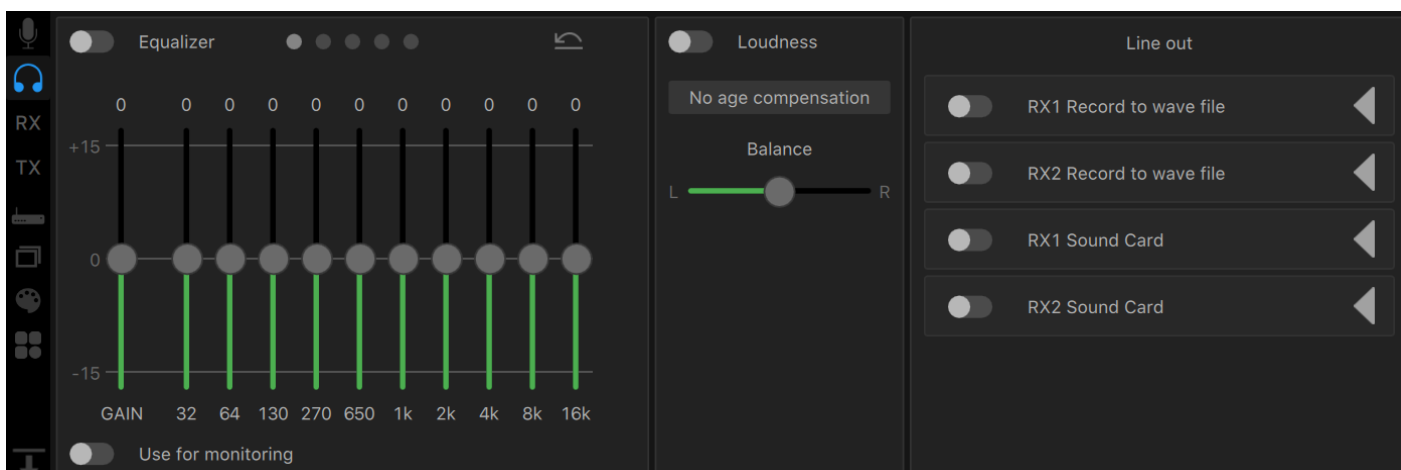 RX
TX
Equalizer
0 0 0 0 0 0 0 0 0 0 0
+15
0
-15
GAIN 32 64 130 270 650 1k 2k 4k 8k 16k
Use for monitoring
Loudness
No age compensation
Balance
L R
Line out
RX1 Record to wave file
RX2 Record to wave file
RX1 Sound Card
RX2 Sound Card